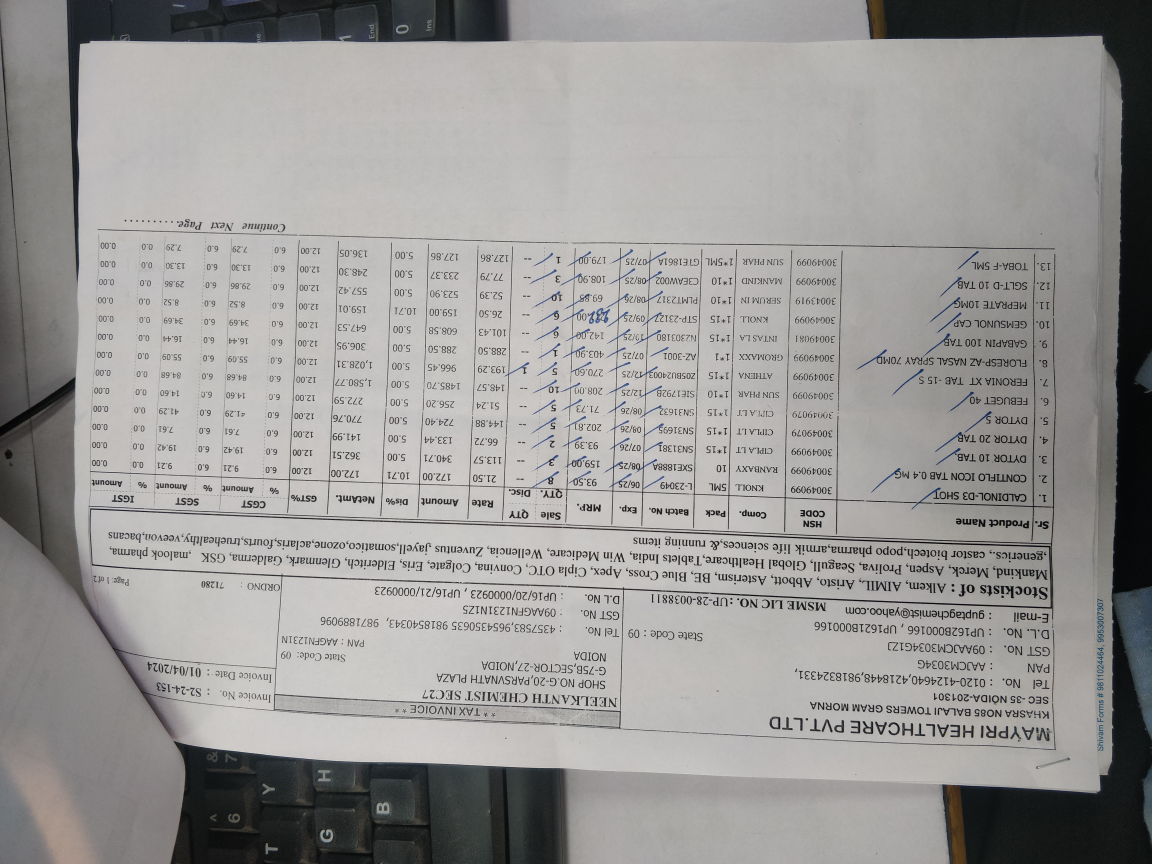 MAYPRI HEALTHCARE PVT.LTD
KHASRA NO85 BALAJI TOWERS GRAM MORNA
SEC-35 NOIDA-201301
Tel No. : 0120-4124640,4218448,9818324331,
PAN : AACCM3034G
GST No. : 09AACCM3034G1ZJ State Code : 09
D.L. No. : UP162B000166 , UP1621B000166
E-mail : guptagchemist@yahoo.com MSME LIC NO. :UP-28-0038811
** TAX INVOICE **
NEELKANTH CHEMIST SEC27
SHOP NO G-20, PARSVNATH PLAZA
G-758,SECTOR-27,NOIDA
NOIDA State Code: 09
PAN : AAGFN1231N
Tel No. : 4357583,9654350635 9818540343, 9871889096
GST No. : 09AAGFN1231N1Z5
D.L No. : UP16/20/0000923 , UP16/21/0000923
Invoice No. : S2-24-153
Invoice Date : 01/04/2024
ORDNO : 71280
Page: 1 of 2
Stockists of : Alkem, AIMIL, Aristo, Abbott, Asterism, BE, Blue Cross, Apex, Cipla OTC, Convina, Colgate, Eris, Elderich, Glenmark, Galderma, GSK ,malook pharma,
Mankind, Merck, Aspen, Proliva, Seagull, Global Healthcare,Tablets India, Win Medicare, Wellencia, Zuventus Jayell,somatico,ozone,aclaris,fourts,truehealthy,veevon,bacans
,generics,, castor biotech,popo pharma,armik life sciences,& running items
Sr. Product Name HSN CODE Comp. Pack Batch No. Exp. MRP. Sale QTY. QTY Disc. Rate Amount Dis% Net.Amt GST% CGST % Amount SGST % Amount IGST % Amount
1. CALDINOL-D3 SHOT 30049099 KNOLL 5ML L-23049 06/25 93.50 8 -- 21.50 172.00 10.71 172.00 12.00 6.0 9.21 6.0 9.21 0.0 0.00
2. CONTIFLO ICON TAB 0.4 MG 30049099 RANBAXY 10 SXE1888A 08/25 159.00 3 -- 113.57 340.71 5.00 362.51 12.00 6.0 19.42 6.0 19.42 0.0 0.00
3. DYTOR 10 TAB 30049079 CIPLA LT 1*15 SN31381 07/26 93.39 2 -- 66.72 133.44 5.00 141.99 12.00 6.0 7.61 6.0 7.61 0.0 0.00
4. DYTOR 20 TAB 30049079 CIPLA LT 1*15 SN31695 08/26 202.81 5 -- 144.88 724.40 5.00 770.76 12.00 6.0 41.29 6.0 41.29 0.0 0.00
5. DYTOR 5 30049079 CIPLA LT 1*15 SN31637 08/26 71.73 5 -- 51.24 256.20 5.00 272.59 12.00 6.0 14.60 6.0 14.60 0.0 0.00
6. FEBUGET 40 30049099 SUN PHAR 1*10 SIE1792B 12/25 208.00 10 -- 148.57 1485.70 5.00 1,580.77 12.00 6.0 84.68 6.0 84.68 0.0 0.00
7. FERONIA XT TAB -15 S 30049099 ATHENA 1*15 12/25 270.60 5 1 193.29 966.45 5.00 1,028.31 12.00 6.0 55.09 6.0 55.09 0.0 0.00
8. FLORESP-AZ NASAL SPRAY 70MD 30049099 GROMAXX 1*1 AZ-3001 07/25 403.90 1 -- 288.50 288.50 5.00 306.95 12.00 6.0 16.44 6.0 16.44 0.0 0.00
9. GABAPIN 100 TAB 30049081 INTAS LA 1*15 N2303180 10/25 142.00 6 -- 101.43 608.58 5.00 647.53 12.00 6.0 34.69 6.0 34.69 0.0 0.00
10. GEMSUNOL CAP 30049099 KNOLL 1*15 STP-23127 09/25 232 6 -- 26.50 159.00 10.71 159.01 12.00 6.0 8.52 6.0 8.52 0.0 0.00
11. MEPRATE 10MG 30043919 SERUM IN 1*10 PLMT2317 08/26 69.85 10 -- 52.39 523.90 5.00 557.42 12.00 6.0 29.86 6.0 29.86 0.0 0.00
12. SGLT-D 10 TAB 30049099 MANKIND 1*10 C3EAW002 08/25 108.90 3 -- 77.79 233.37 5.00 248.30 12.00 6.0 13.30 6.0 13.30 0.0 0.00
13. TOBA-F 5ML 30049099 SUN PHAR 1*5ML GTE1861A 07/25 179.00 1 -- 127.86 127.86 5.00 136.05 12.00 6.0 7.29 6.0 7.29 0.0 0.00
Continue Next Page..........
Shivam Forms # 9811024464, 9953007307